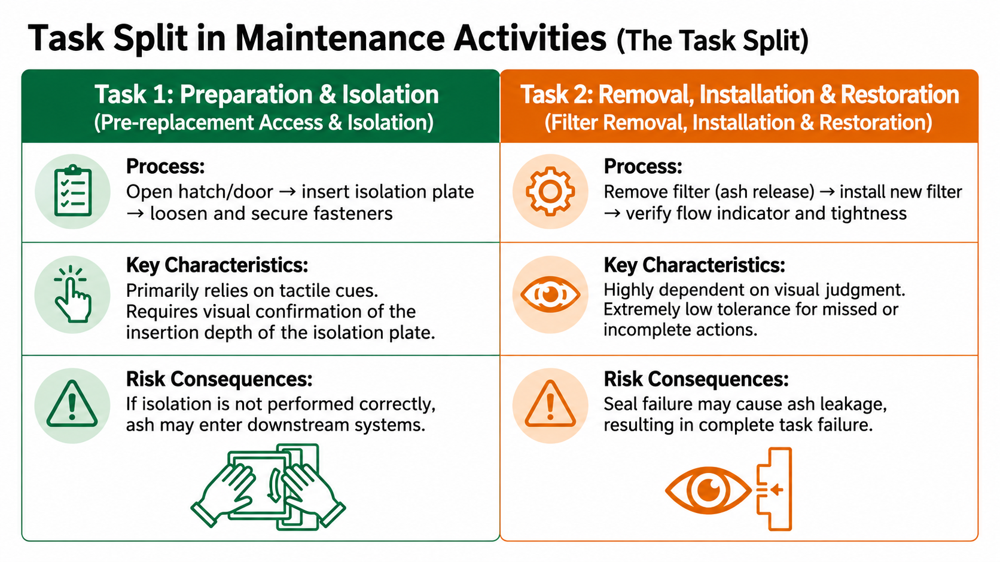 Task Split in Maintenance Activities (The Task Split)
Task 1: Preparation & Isolation
(Pre-replacement Access & Isolation)
Process:
Open hatch/door → insert isolation plate
→ loosen and secure fasteners
Key Characteristics:
Primarily relies on tactile cues.
Requires visual confirmation of the
insertion depth of the isolation plate.
Risk Consequences:
If isolation is not performed correctly,
ash may enter downstream systems.
Task 2: Removal, Installation & Restoration
(Filter Removal, Installation & Restoration)
Process:
Remove filter (ash release) → install new filter
→ verify flow indicator and tightness
Key Characteristics:
Highly dependent on visual judgment.
Extremely low tolerance for missed or
incomplete actions.
Risk Consequences:
Seal failure may cause ash leakage,
resulting in complete task failure.